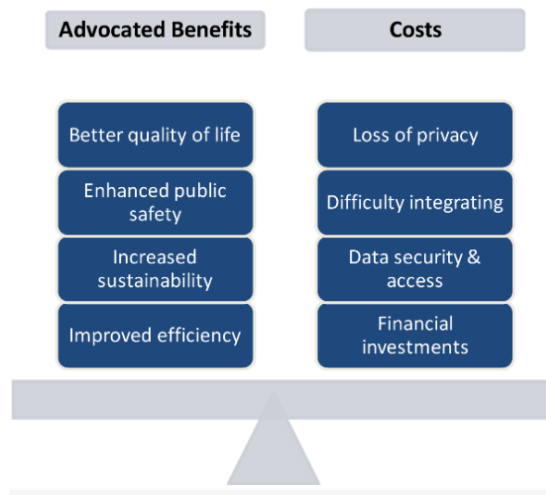 Advocated Benefits
Costs
Better quality of life
Enhanced public
safety
Increased
sustainability
Improved efficiency
Loss of privacy
Difficulty integrating
Data security &
access
Financial
investments